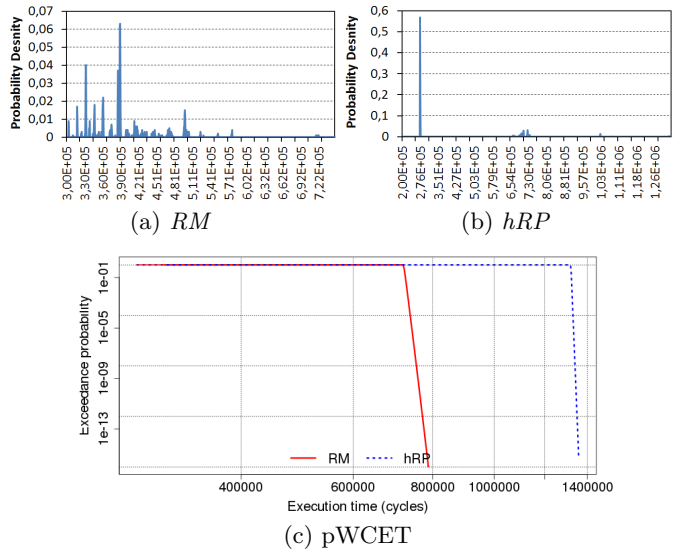 Probability Desnity
0,07
0,06
0,05
0,04
0,03
0,02
0,01
0
3,00E+05
3,30E+05
3,60E+05
3,90E+05
4,21E+05
4,51E+05
4,81E+05
5,11E+05
5,41E+05
5,71E+05
6,02E+05
6,32E+05
6,62E+05
6,92E+05
7,22E+05
(a) RM
Probability Density
0,6
0,5
0,4
0,3
0,2
0,1
0
2,00E+05
2,76E+05
3,51E+05
4,27E+05
5,03E+05
5,79E+05
6,54E+05
7,30E+05
8,06E+05
8,81E+05
9,57E+05
1,03E+06
1,11E+06
1,18E+06
1,26E+06
(b) hRP
Exceedance probability
1e-01
1e-05
1e-09
1e-13
RM
hRP
400000
600000
800000
1000000
1400000
Execution time (cycles)
(c) pWCET